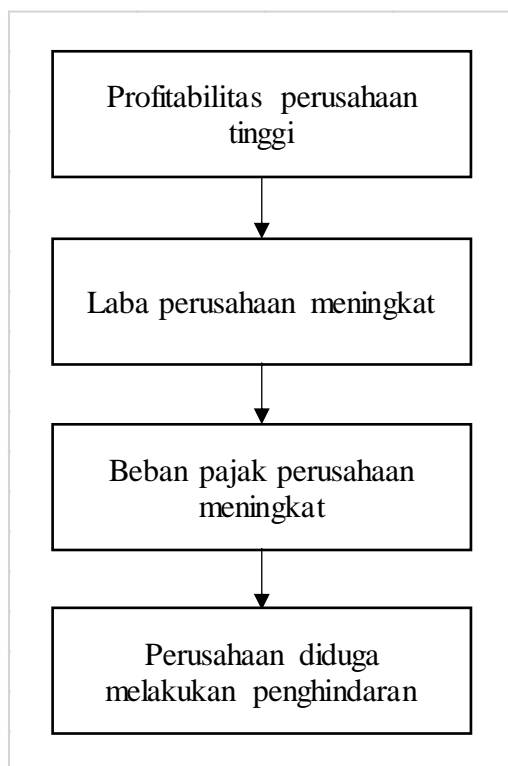 Profitabilitas perusahaan
tinggi
Laba perusahaan meningkat
Beban pajak perusahaan
meningkat
Perusahaan diduga
melakukan penghindaran